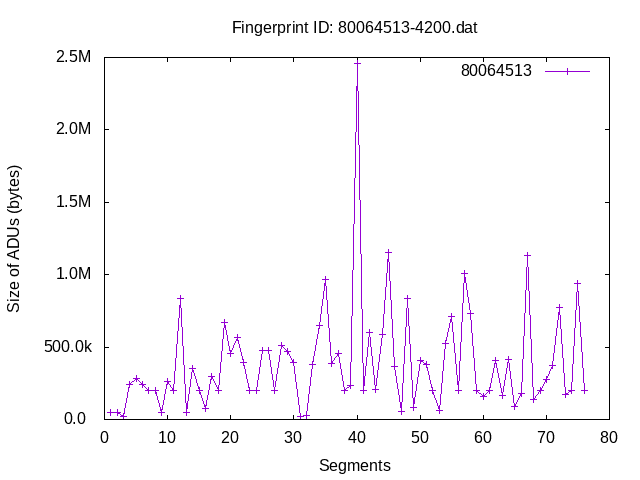 Fingerprint ID: 80064513-4200.dat
80064513
2.5M
2.0M
1.5M
1.0M
500.0k
0.0
Size of ADUs (bytes)
0 10 20 30 40 50 60 70 80
Segments